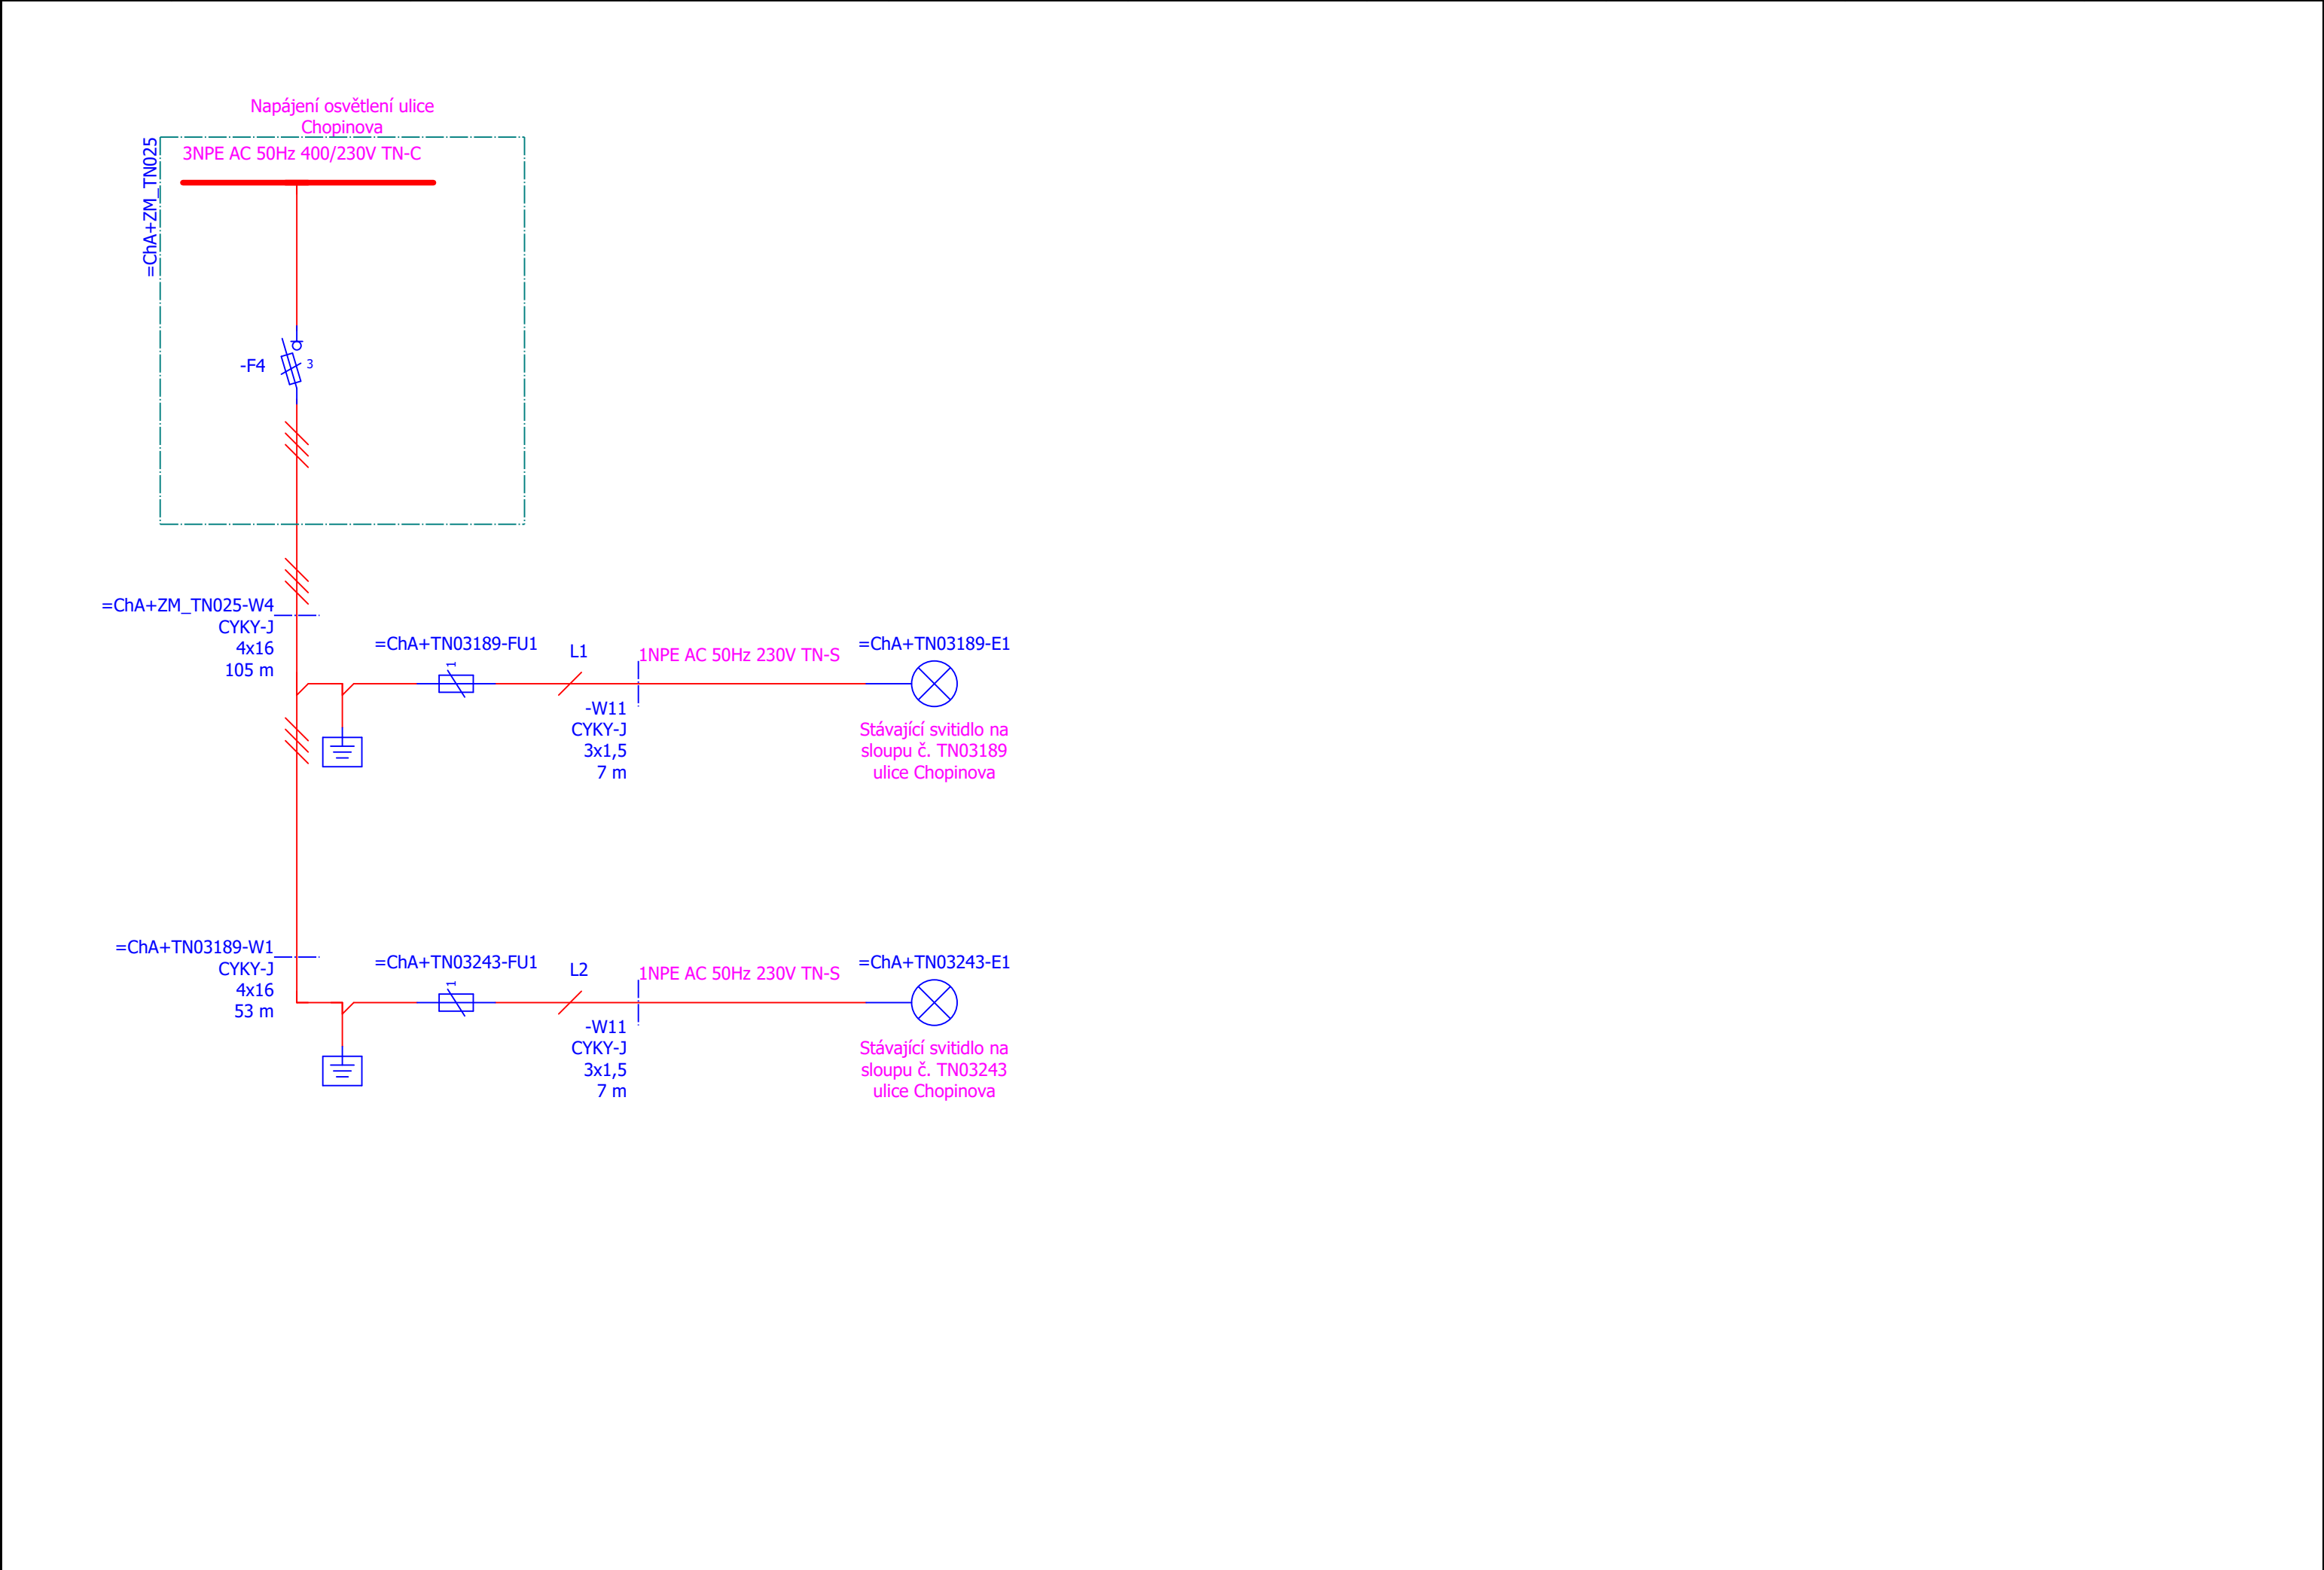 Napájení osvětlení ulice
Chopinova
=ChA+ZM_TN025
3NPE AC 50Hz 400/230V TN-C
-F4
3
=ChA+ZM_TN025-W4
CYKY-J
4x16
105 m
=ChA+TN03189-FU1
1
L1
1NPE AC 50Hz 230V TN-S
=ChA+TN03189-E1
-W11
CYKY-J
3x1,5
7 m
Stávající svitidlo na
sloupu č. TN03189
ulice Chopinova
=ChA+TN03189-W1
CYKY-J
4x16
53 m
=ChA+TN03243-FU1
1
L2
1NPE AC 50Hz 230V TN-S
=ChA+TN03243-E1
-W11
CYKY-J
3x1,5
7 m
Stávající svitidlo na
sloupu č. TN03243
ulice Chopinova